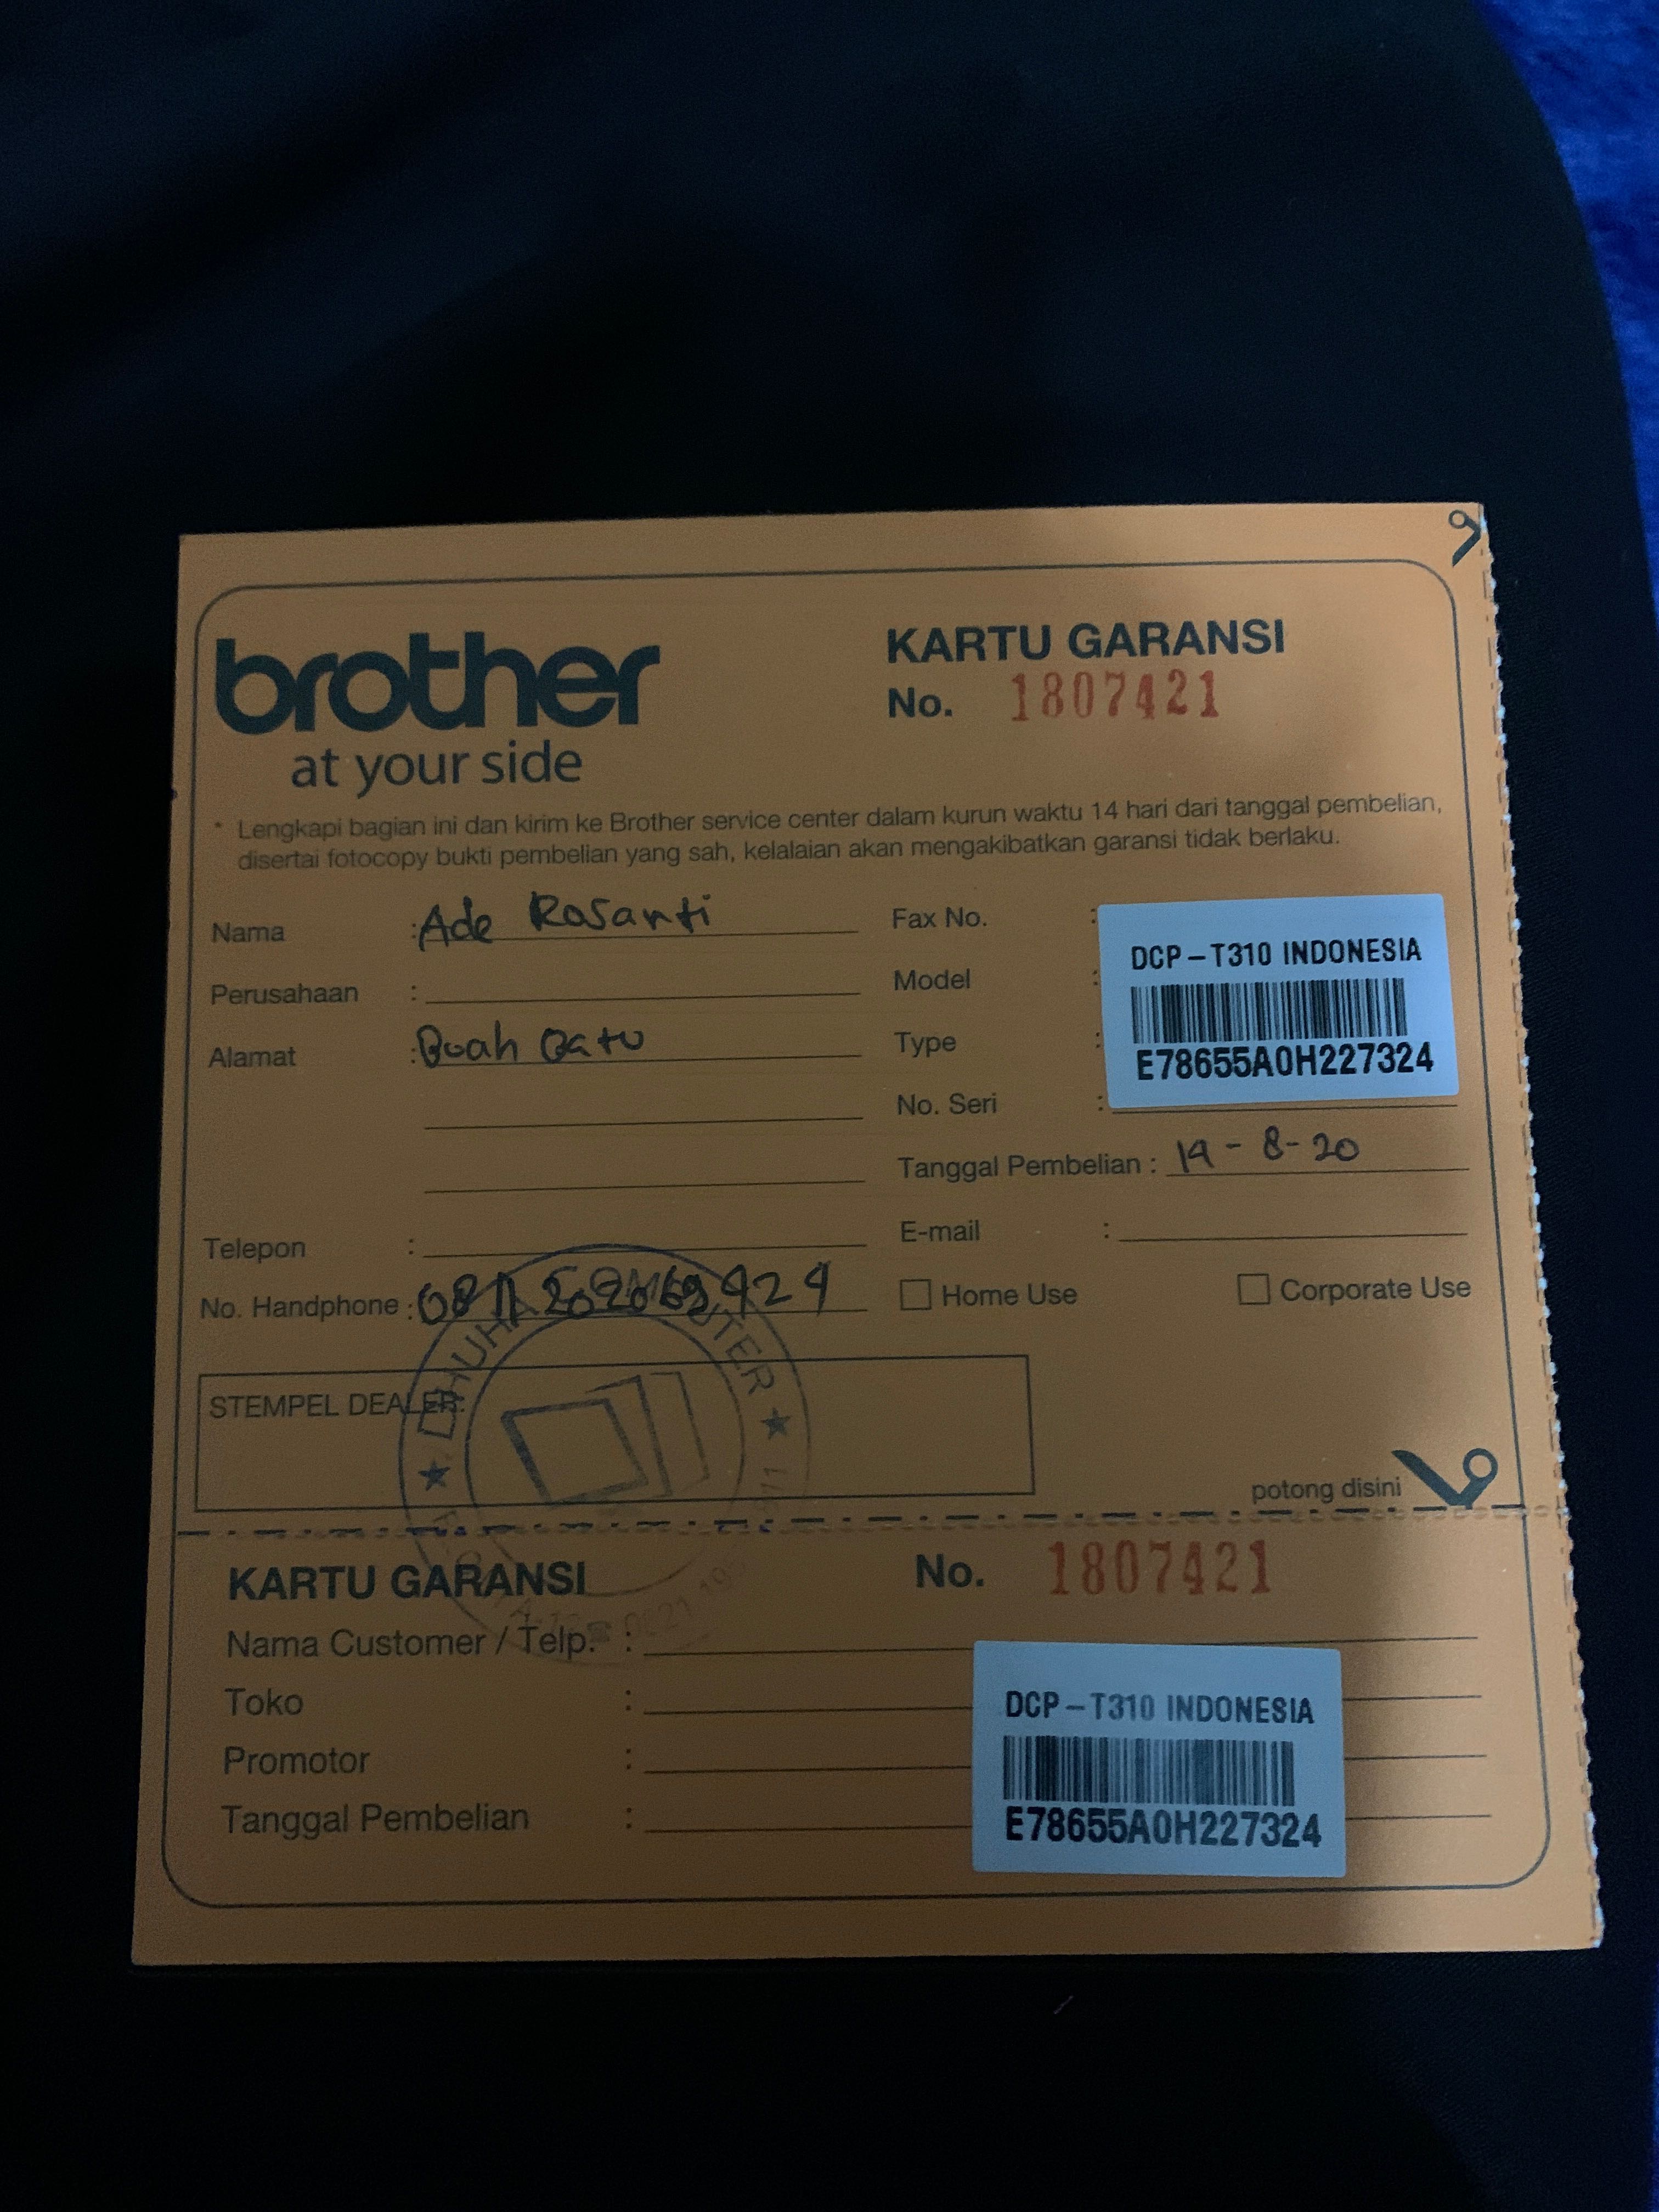 brother
at your side
KARTU GARANSI
No. 1807421
* Lengkapi bagian ini dan kirim ke Brother service center dalam kurun waktu 14 hari dari tanggal pembelian,
disertai fotocopy bukti pembelian yang sah, kelalaian akan mengakibatkan garansi tidak berlaku.
Nama : Ade Rosanti
Perusahaan :
Alamat : Buah Batu
Telepon :
No. Handphone :
Fax No. :
Model :
Type :
No. Seri :
DCP-T310 INDONESIA
E78655A0H227324
Tanggal Pembelian : 19-8-20
E-mail :
Home Use
Corporate Use
STEMPEL DEALER:
potong disini
KARTU GARANSI
No. 1807421
Nama Customer / Telp. :
Toko :
Promotor :
Tanggal Pembelian :
DCP-T310 INDONESIA
E78655A0H227324